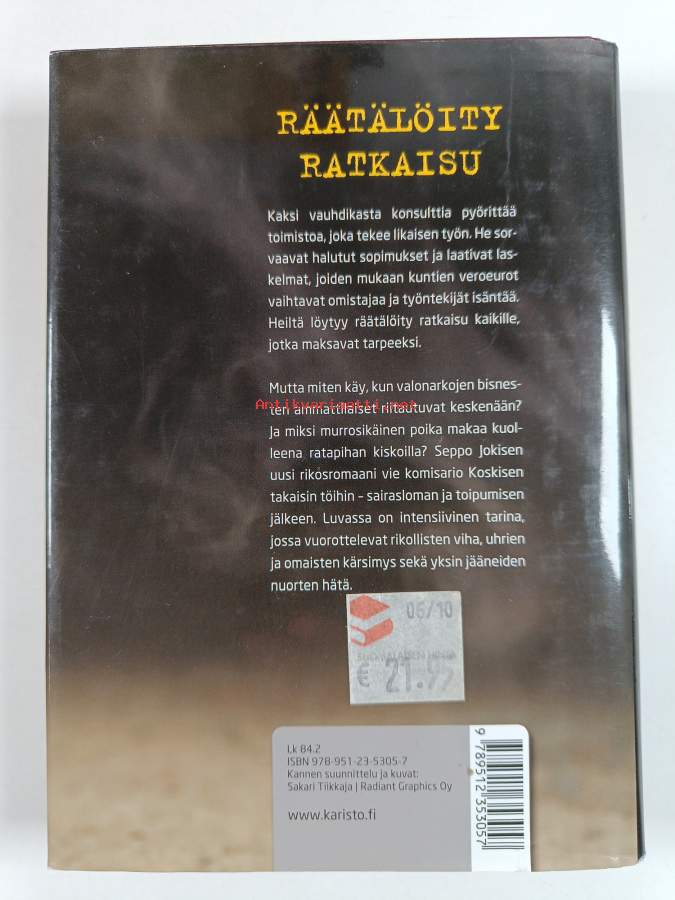 RÄÄTÄLÖITY
RATKAISU
Kaksi vauhdikasta konsulttia pyörittää
toimistoa, joka tekee likaisen työn. He sor-
vaavat halutut sopimukset ja laativat las-
kelmat, joiden mukaan kuntien veroeurot
vaihtavat omistajaa ja työntekijät isäntää.
Heiltä löytyy räätälöity ratkaisu kaikille,
jotka maksavat tarpeeksi.
Mutta miten käy, kun valonarkojen bisnes-
Antikvariaatti.net
ten ammattilaiset riitautuvat keskenään?
Ja miksi murrosikäinen poika makaa kuol-
leena ratapihan kiskoilla? Seppo Jokisen
uusi rikosromaani vie komisario Koskisen
takaisin töihin – sairasloman ja toipumisen
jälkeen. Luvassa on intensiivinen tarina,
jossa vuorottelevat rikollisten viha, uhrien
ja omaisten kärsimys sekä yksin jääneiden
nuorten hätä.
06/10
SUOMALAISEN HINTA
€ 21.95
Lk 84.2
ISBN 978-951-23-5305-7
Kannen suunnittelu ja kuvat:
Sakari Tiikkaja | Radiant Graphics Oy
www.karisto.fi
9 789512 353057